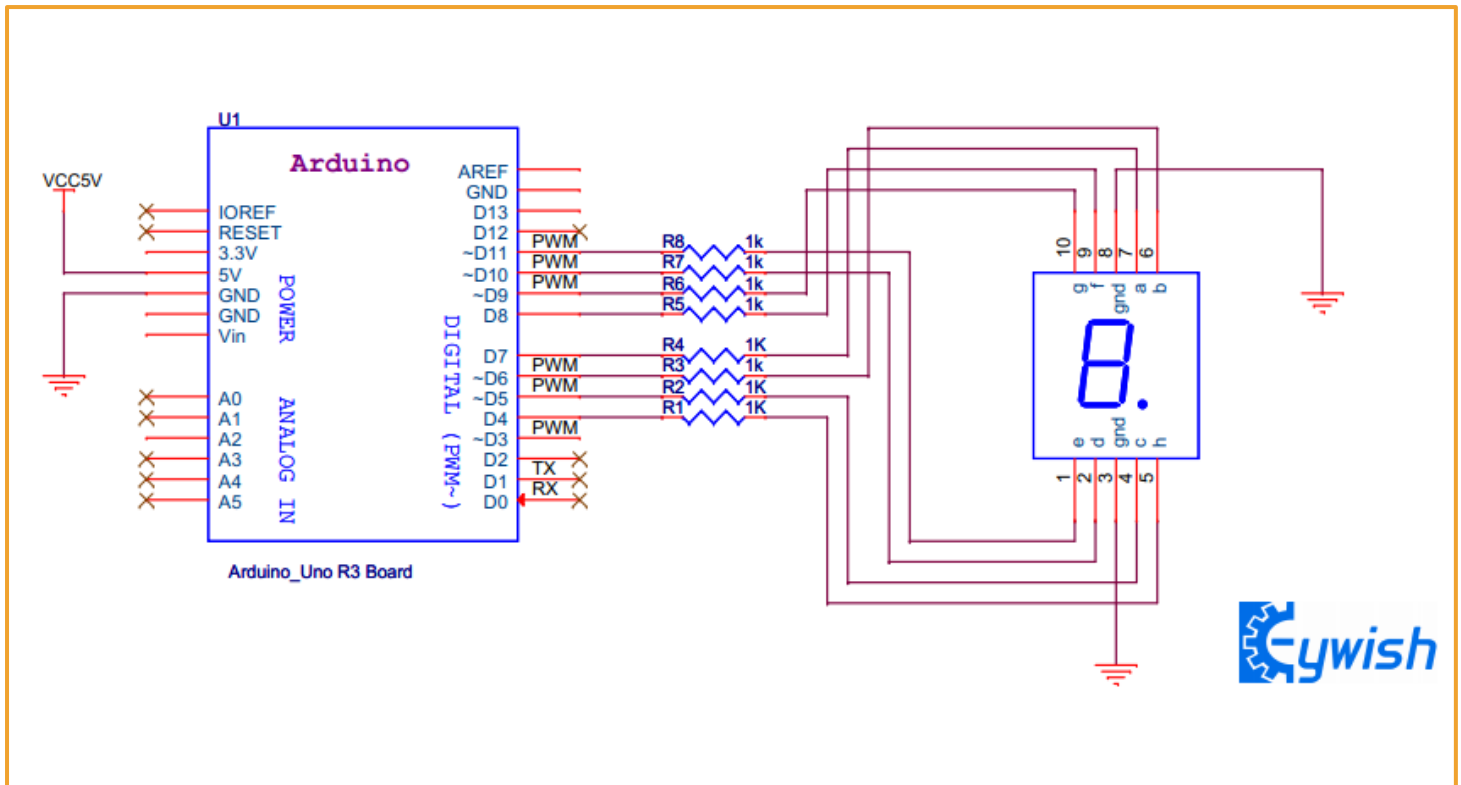 U1
Arduino
VCC5V
IOREF
RESET
3.3V
5V
GND
GND
Vin
POWER
A0
A1
A2
A3
A4
A5
ANALOG IN
AREF
GND
D13
D12
~D11
~D10
~D9
D8
D7
~D6
~D5
D4
~D3
D2
D1
D0
DIGITAL (PWM~)
PWM
PWM
PWM
PWM
PWM
PWM
TX
RX
R8 1k
R7 1k
R6 1k
R5 1k
R4 1K
R3 1k
R2 1K
R1 1K
10 9 8 7 6
g f gnd a b
e d gnd c h
1 2 3 4 5
Arduino_Uno R3 Board
Eywish